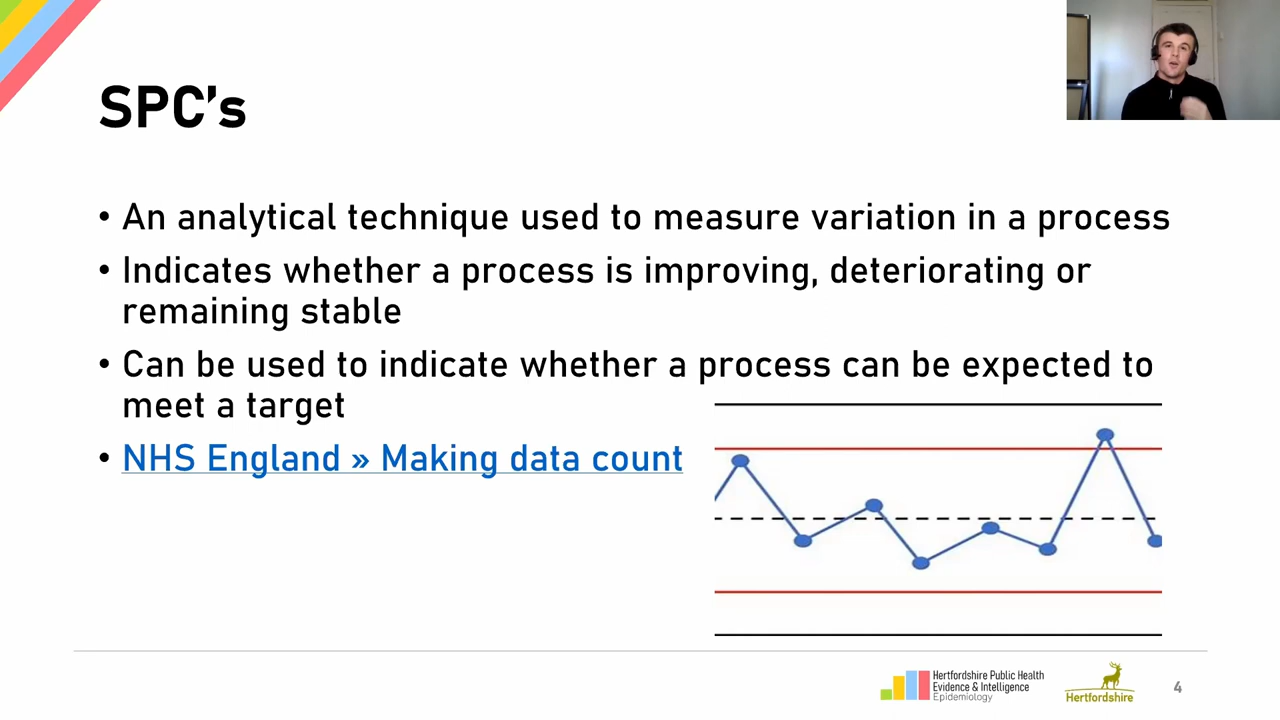 SPC's
• An analytical technique used to measure variation in a process
• Indicates whether a process is improving, deteriorating or
remaining stable
• Can be used to indicate whether a process can be expected to
meet a target
• NHS England » Making data count
Hertfordshire Public Health
Evidence & Intelligence
Epidemiology
Hertfordshire
4